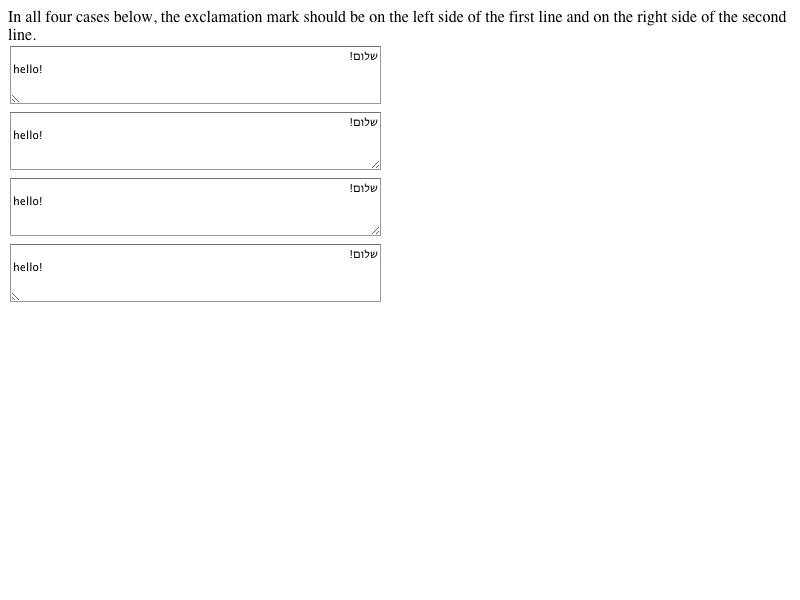 In all four cases below, the exclamation mark should be on the left side of the first line and on the right side of the second
line.
שלום!
hello!
שלום!
hello!
שלום!
hello!
שלום!
hello!